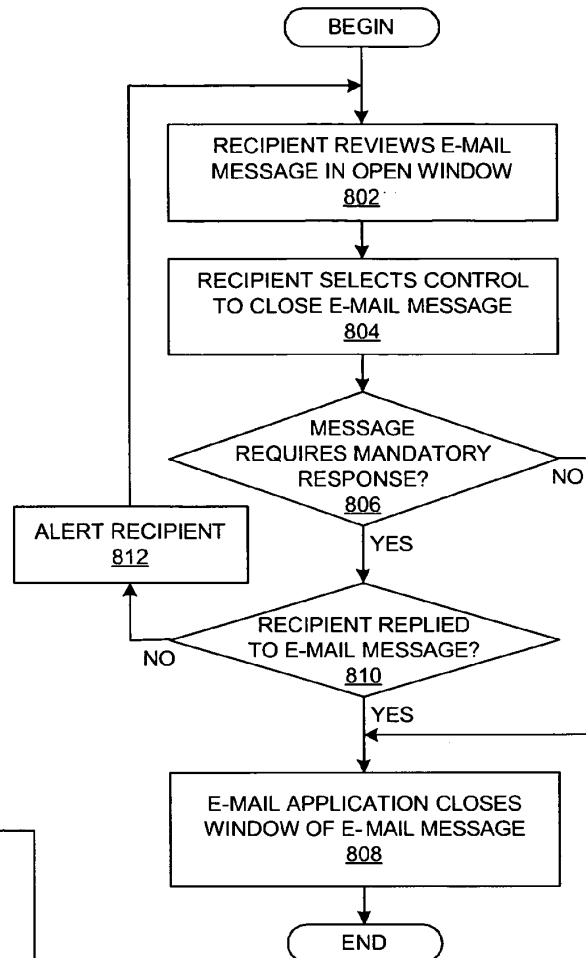 BEGIN
RECIPIENT REVIEWS E-MAIL
MESSAGE IN OPEN WINDOW
802
RECIPIENT SELECTS CONTROL
TO CLOSE E-MAIL MESSAGE
804
MESSAGE
REQUIRES MANDATORY
RESPONSE?
806
NO
YES
ALERT RECIPIENT
812
RECIPIENT REPLIED
TO E-MAIL MESSAGE?
810
NO
YES
E-MAIL APPLICATION CLOSES
WINDOW OF E-MAIL MESSAGE
808
END